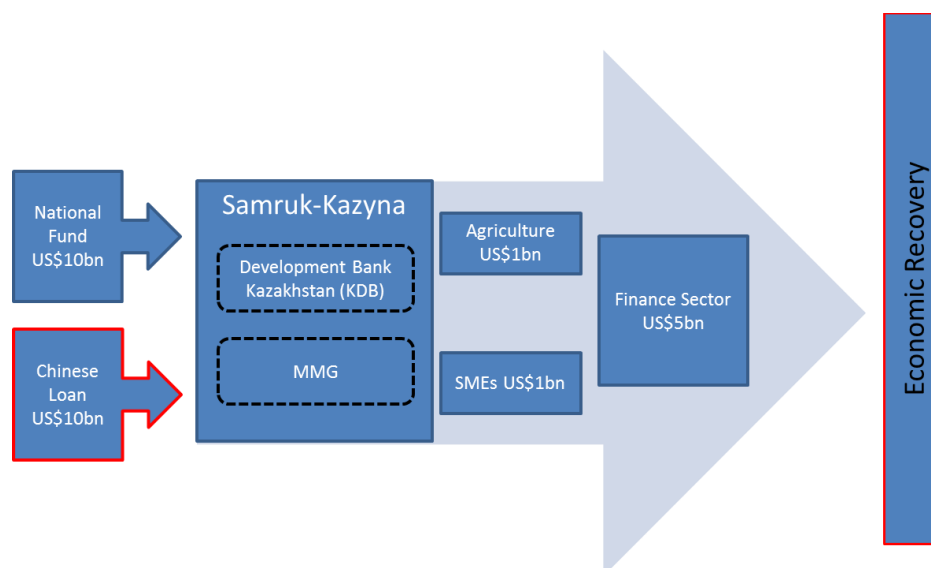 National
Fund
US$10bn
Chinese
Loan
US$10bn
Samruk-Kazyna
Development Bank
Kazakhstan (KDB)
MMG
Agriculture
US$1bn
SMEs US$1bn
Finance Sector
US$5bn
Economic Recovery